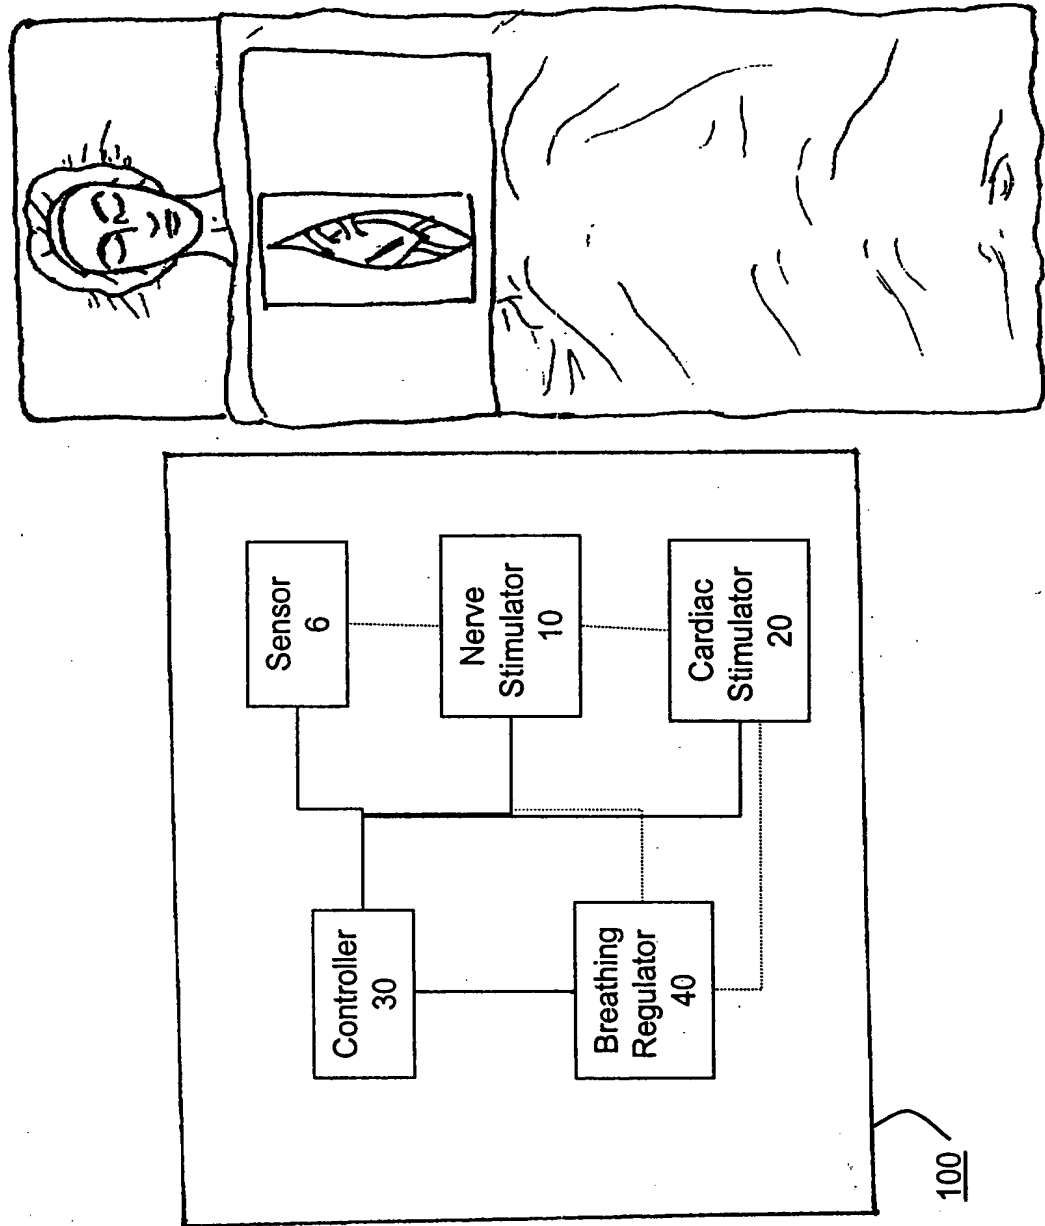 Controller
30
Breathing
Regulator
40
Sensor
6
Nerve
Stimulator
10
Cardiac
Stimulator
20
100